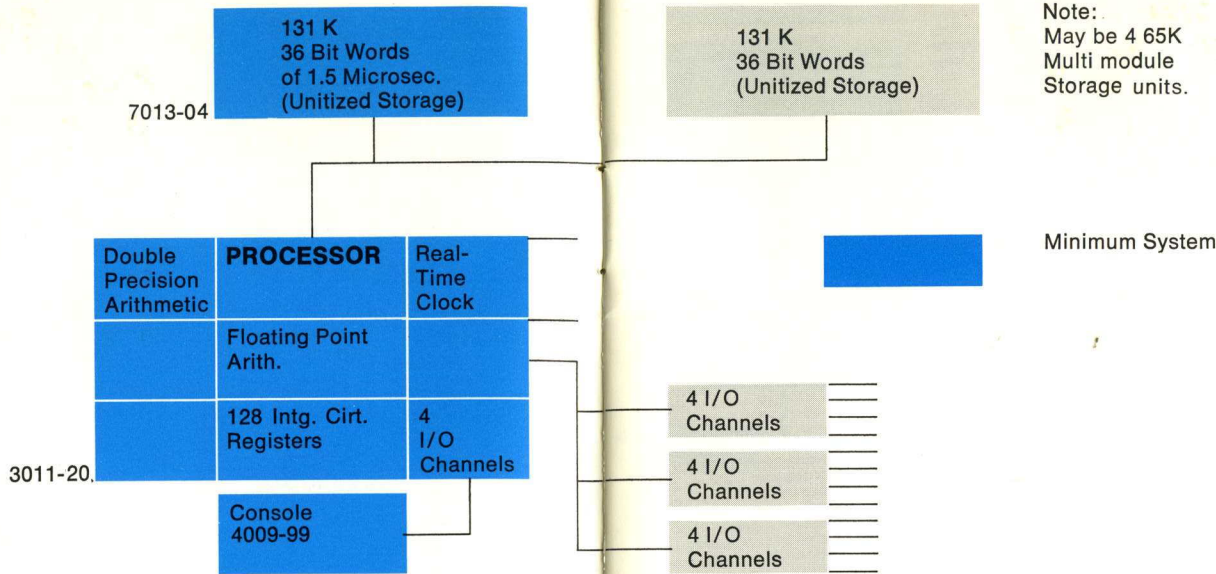 131 K
36 Bit Words
of 1.5 Microsec.
(Unitized Storage)
7013-04
131 K
36 Bit Words
(Unitized Storage)
Note:
May be 4 65K
Multi module
Storage units.
Double
Precision
Arithmetic
PROCESSOR
Real-
Time
Clock
Minimum System
Floating Point
Arith.
128 Intg. Cirt.
Registers
4
I/O
Channels
3011-20
Console
4009-99
4 I/O
Channels
4 I/O
Channels
4 I/O
Channels